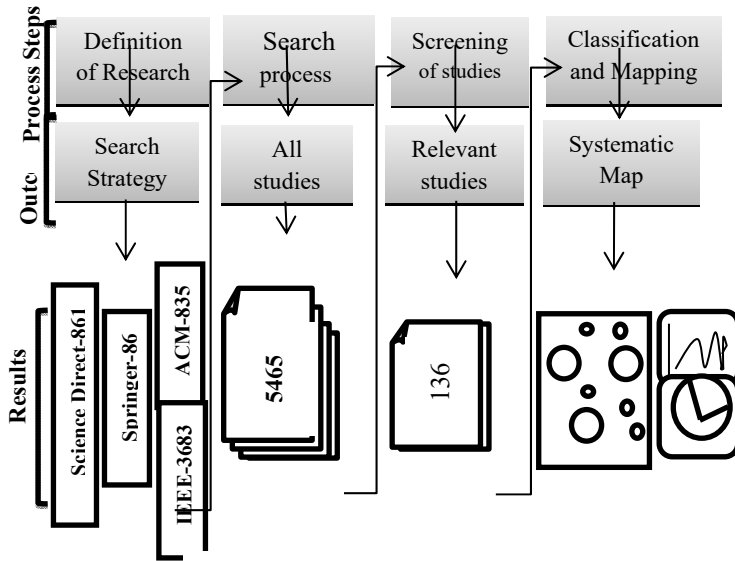 Process Steps
Definition
of Research
Search
process
Screening
of studies
Classification
and Mapping
Outc
Search
Strategy
All
studies
Relevant
studies
Systematic
Map
Results
Science Direct-861
Springer-86
ACM-835
IEEE-3683
5465
136